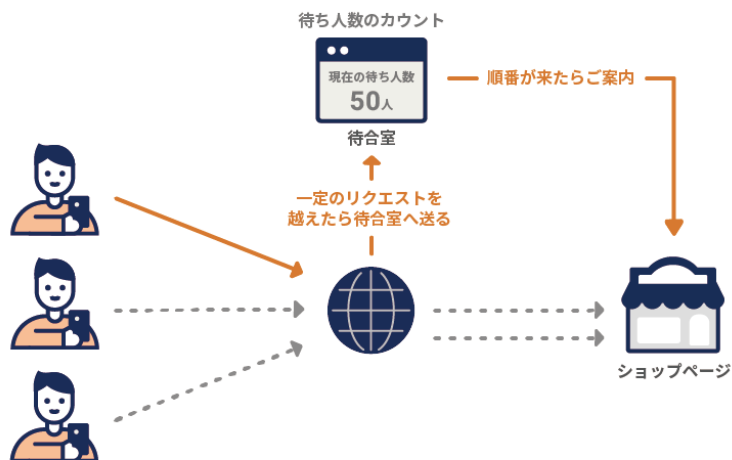 待ち人数のカウント
現在の待ち人数
50人
待合室
順番が来たらご案内
一定のリクエストを
越えたら待合室へ送る
ショップページ